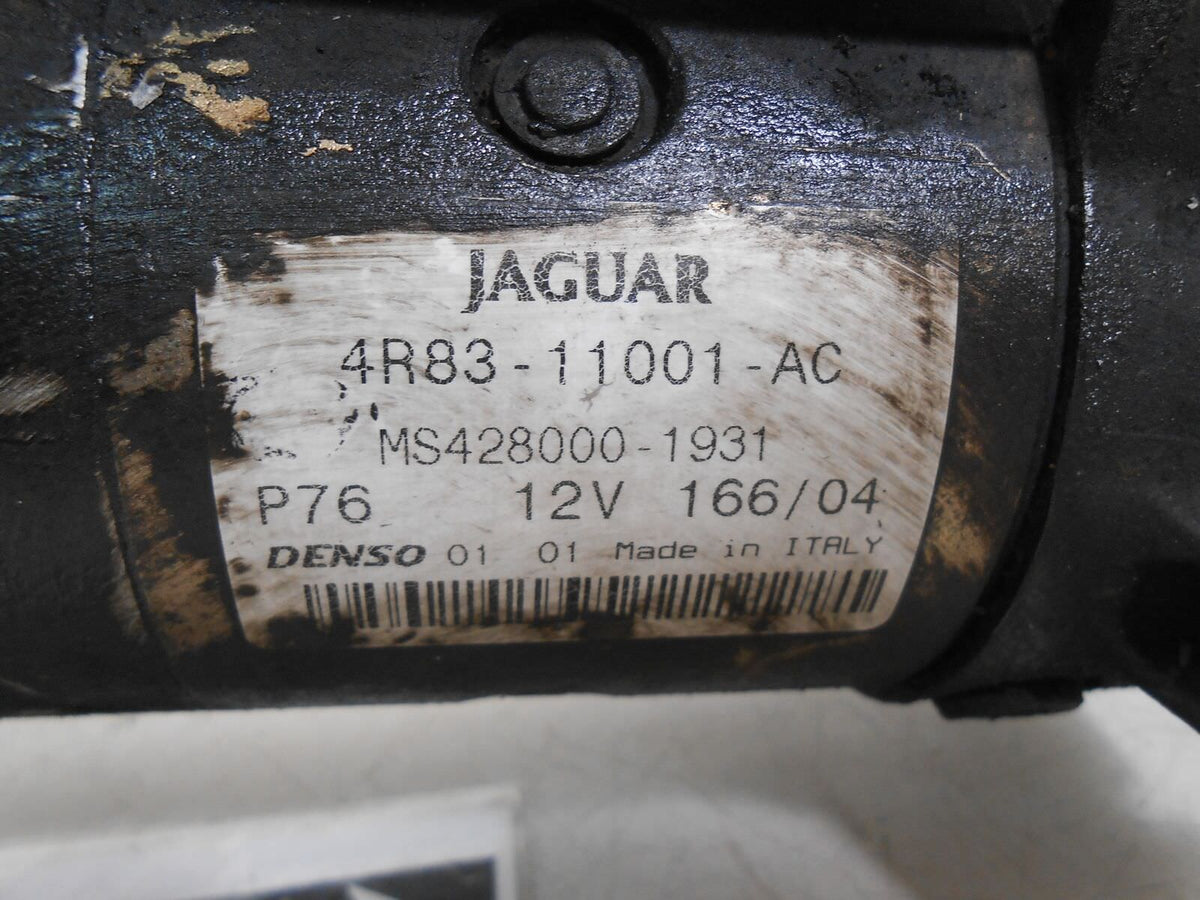 JAGUAR
4R83-11001-AC
MS428000-1931
P76 12V 166/04
DENSO 01 01 Made in ITALY